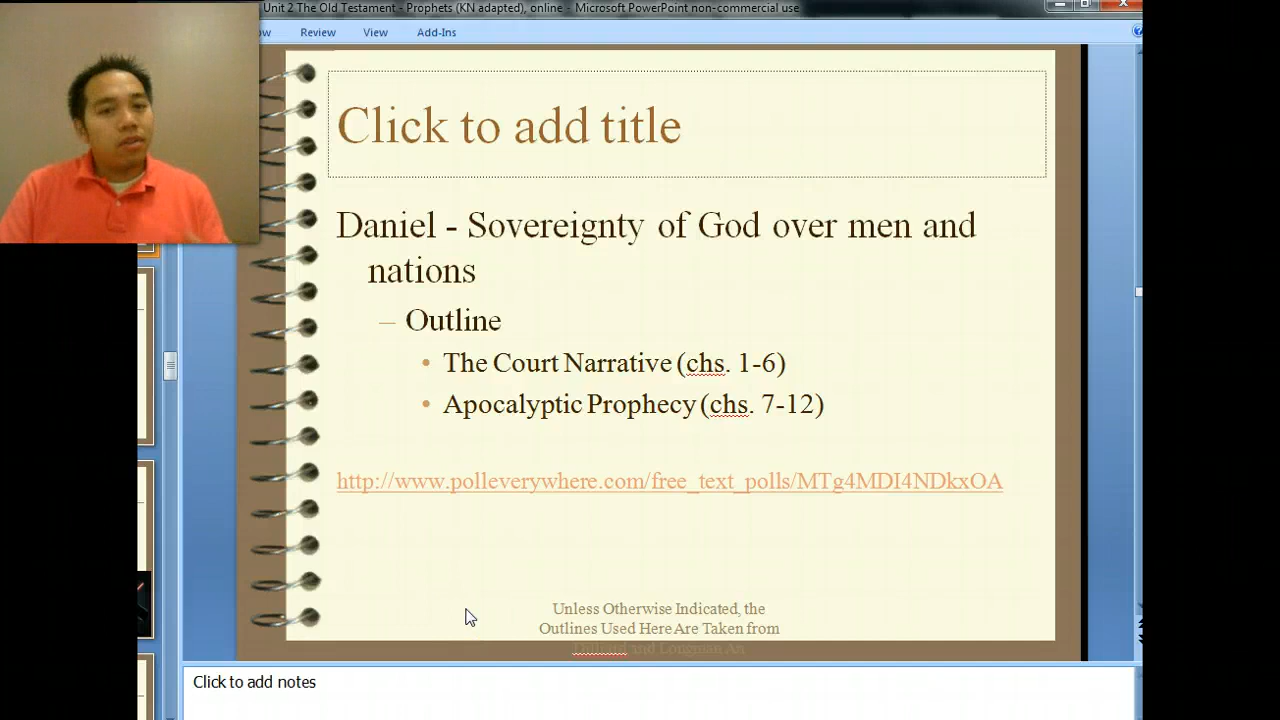 Unit 2 The Old Testament - Prophets (KN adapted), online - Microsoft PowerPoint non-commercial use
Review View Add-Ins
Click to add title
Daniel - Sovereignty of God over men and
nations
– Outline
• The Court Narrative (chs. 1-6)
• Apocalyptic Prophecy (chs. 7-12)
http://www.polleverywhere.com/free_text_polls/MTg4MDI4NDkxOA
Unless Otherwise Indicated, the
Outlines Used Here Are Taken from
and Longman An
Click to add notes